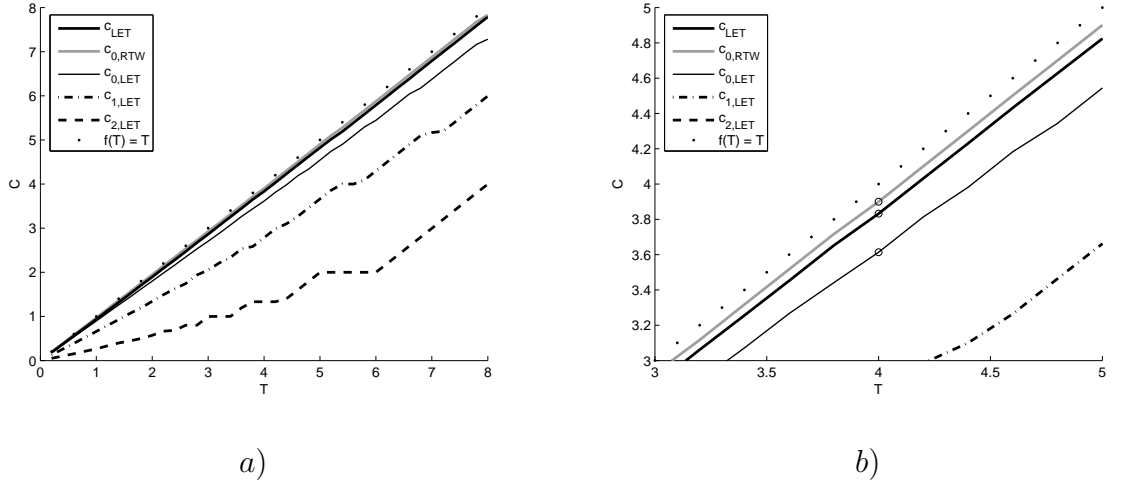 8
7
6
5
4
3
2
1
0
0 1 2 3 4 5 6 7 8
C
T
c_LET
c_0,RTW
c_0,LET
c_1,LET
c_2,LET
f(T) = T
a)
5
4.8
4.6
4.4
4.2
4
3.8
3.6
3.4
3.2
3
3 3.5 4 4.5 5
C
T
c_LET
c_0,RTW
c_0,LET
c_1,LET
c_2,LET
f(T) = T
b)